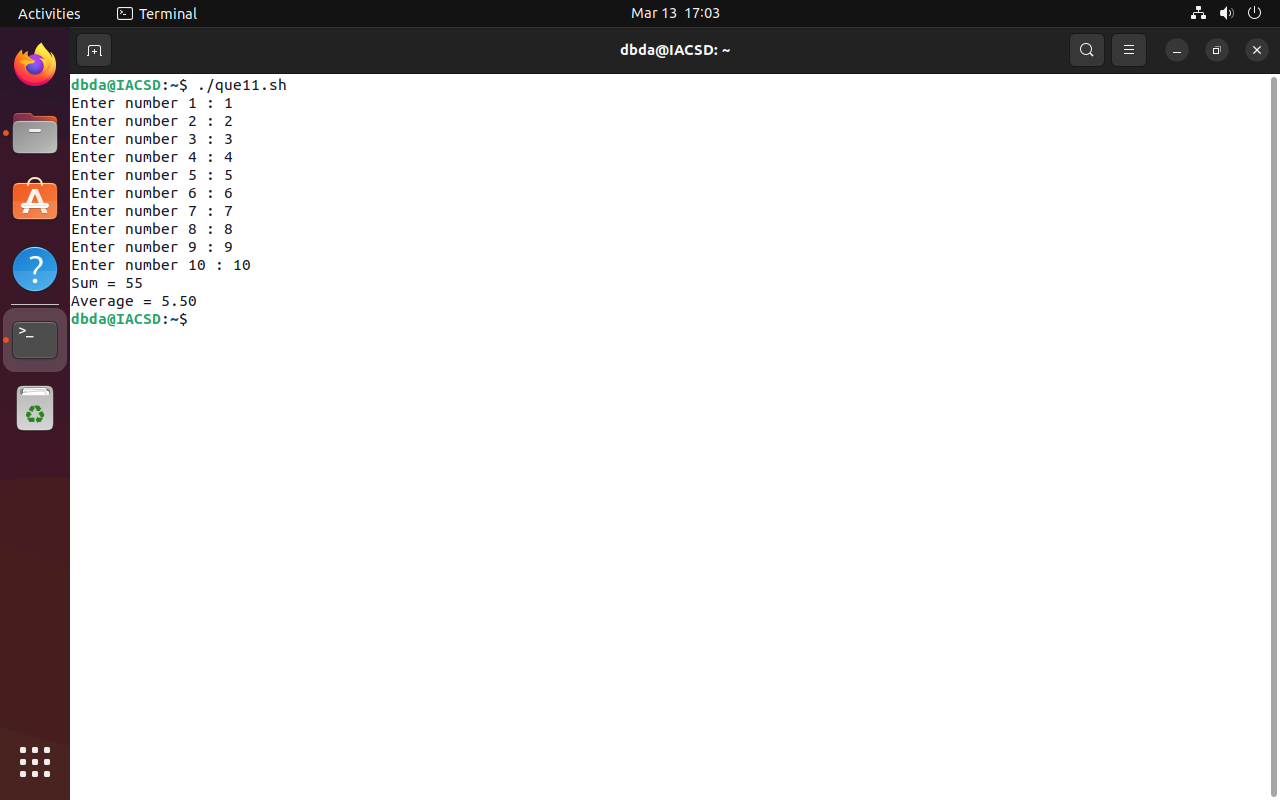 Activities Terminal Mar 13 17:03
dbda@IACSD: ~
dbda@IACSD:~$ ./que11.sh
Enter number 1 : 1
Enter number 2 : 2
Enter number 3 : 3
Enter number 4 : 4
Enter number 5 : 5
Enter number 6 : 6
Enter number 7 : 7
Enter number 8 : 8
Enter number 9 : 9
Enter number 10 : 10
Sum = 55
Average = 5.50
dbda@IACSD:~$